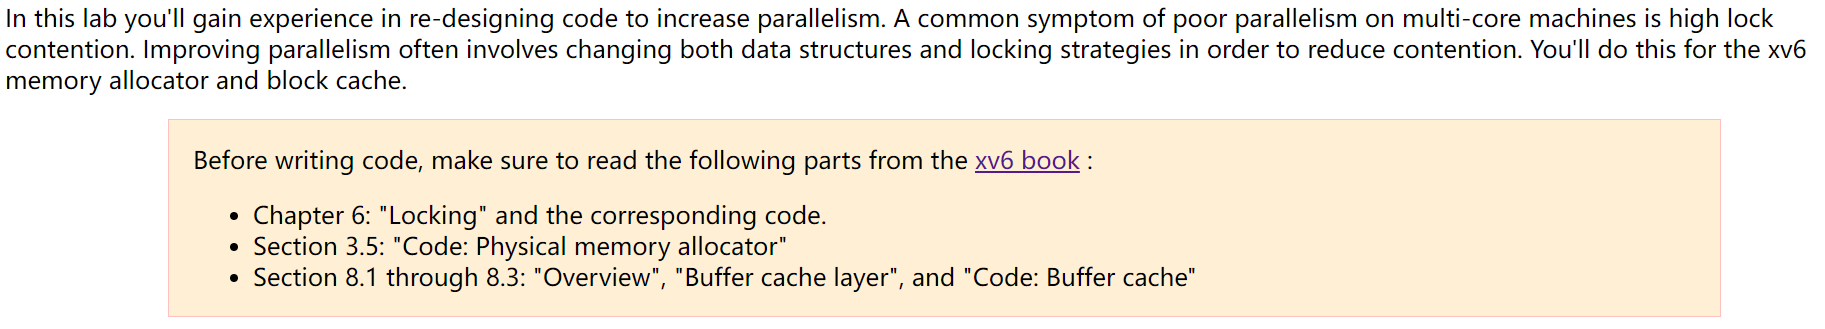 In this lab you'll gain experience in re-designing code to increase parallelism. A common symptom of poor parallelism on multi-core machines is high lock
contention. Improving parallelism often involves changing both data structures and locking strategies in order to reduce contention. You'll do this for the xv6
memory allocator and block cache.
Before writing code, make sure to read the following parts from the xv6 book :
• Chapter 6: "Locking" and the corresponding code.
• Section 3.5: "Code: Physical memory allocator"
• Section 8.1 through 8.3: "Overview", "Buffer cache layer", and "Code: Buffer cache"